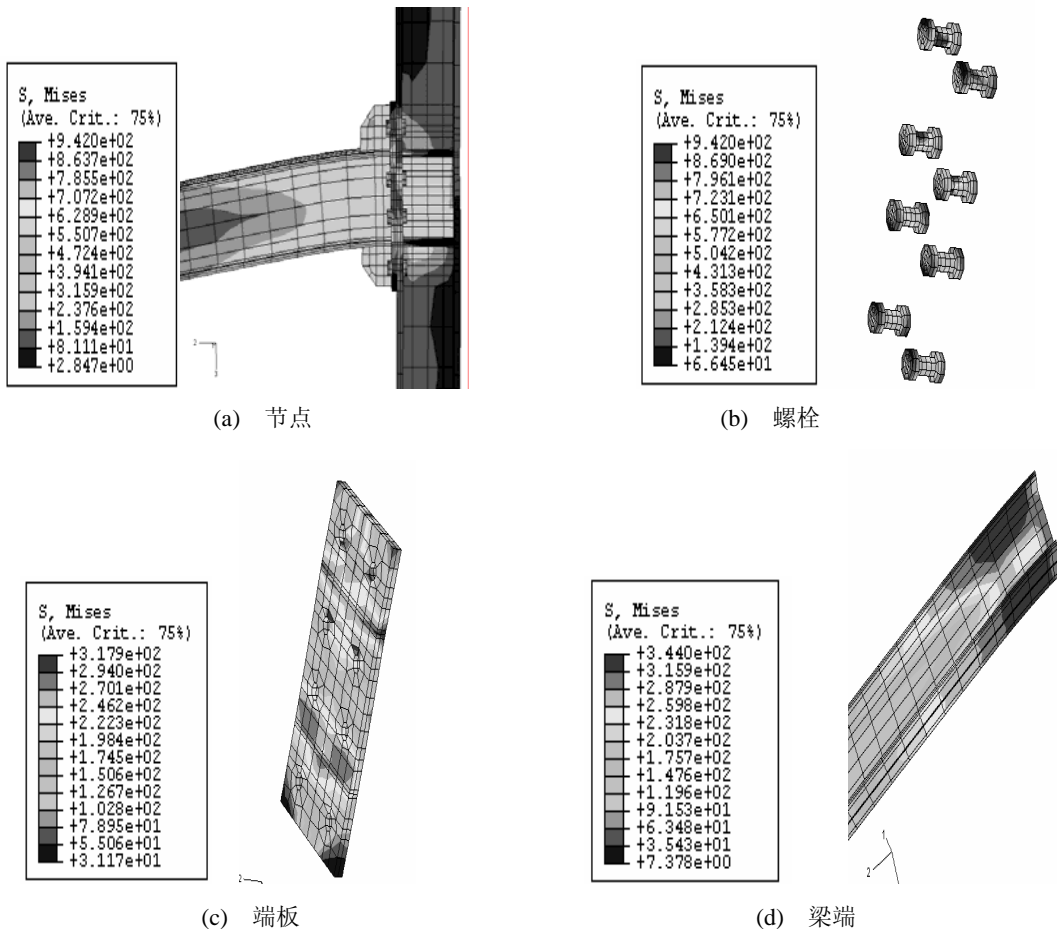 S, Mises
(Ave. Crit.: 75%)
+9.420e+02
+8.637e+02
+7.855e+02
+7.072e+02
+6.289e+02
+5.507e+02
+4.724e+02
+3.941e+02
+3.159e+02
+2.376e+02
+1.594e+02
+8.111e+01
+2.847e+00
2
3
(a) 节点
S, Mises
(Ave. Crit.: 75%)
+9.420e+02
+8.690e+02
+7.961e+02
+7.231e+02
+6.501e+02
+5.772e+02
+5.042e+02
+4.313e+02
+3.583e+02
+2.853e+02
+2.124e+02
+1.394e+02
+6.645e+01
(b) 螺栓
S, Mises
(Ave. Crit.: 75%)
+3.179e+02
+2.940e+02
+2.701e+02
+2.462e+02
+2.223e+02
+1.984e+02
+1.745e+02
+1.506e+02
+1.267e+02
+1.028e+02
+7.895e+01
+5.506e+01
+3.117e+01
2
(c) 端板
S, Mises
(Ave. Crit.: 75%)
+3.440e+02
+3.159e+02
+2.879e+02
+2.598e+02
+2.318e+02
+2.037e+02
+1.757e+02
+1.476e+02
+1.196e+02
+9.153e+01
+6.348e+01
+3.543e+01
+7.378e+00
1
2
(d) 梁端